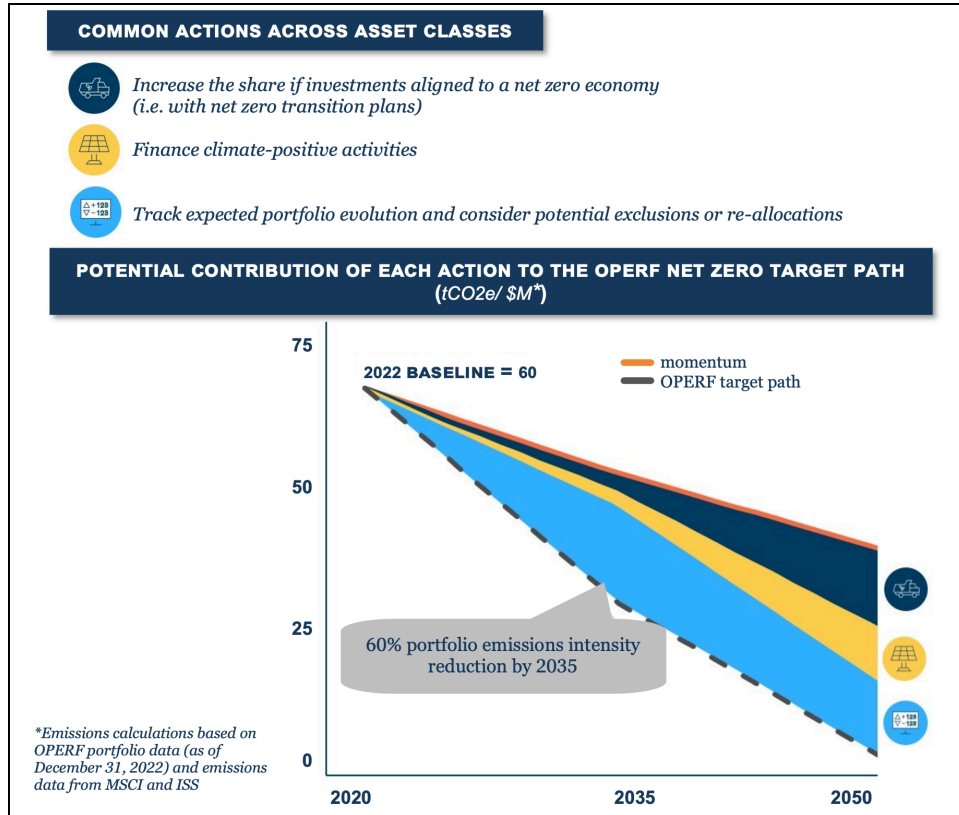 COMMON ACTIONS ACROSS ASSET CLASSES
Increase the share if investments aligned to a net zero economy
(i.e. with net zero transition plans)
Finance climate-positive activities
△+123
▽−123
Track expected portfolio evolution and consider potential exclusions or re-allocations
POTENTIAL CONTRIBUTION OF EACH ACTION TO THE OPERF NET ZERO TARGET PATH
(tCO2e/ $M*)
75
2022 BASELINE = 60
momentum
OPERF target path
50
25
60% portfolio emissions intensity
reduction by 2035
△+123
▽−123
*Emissions calculations based on
OPERF portfolio data (as of
December 31, 2022) and emissions
data from MSCI and ISS
0
2020
2035
2050